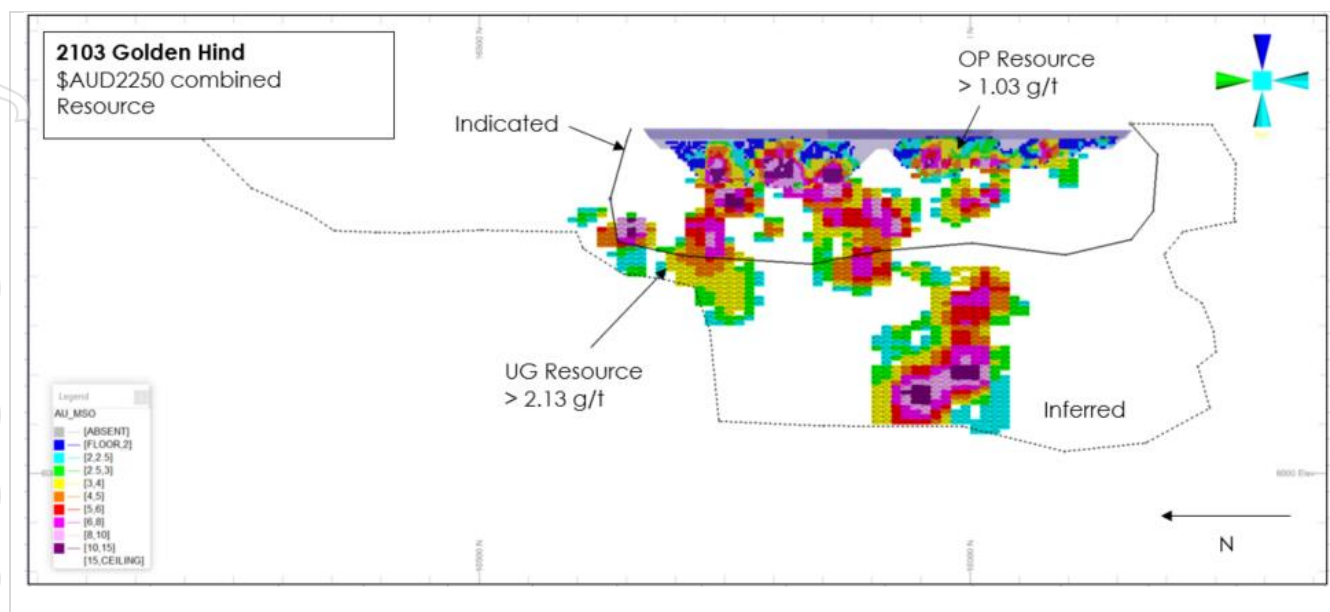 2103 Golden Hind
$AUD2250 combined
Resource
Indicated
OP Resource
> 1.03 g/t
UG Resource
> 2.13 g/t
Inferred
N
Legend
AU_MSO
[ABSENT]
[FLOOR,2]
[2,2.5]
[2.5,3]
[3,4]
[4,5]
[5,6]
[6,8]
[8,10]
[10,15]
[15,CEILING]
6000 Elev